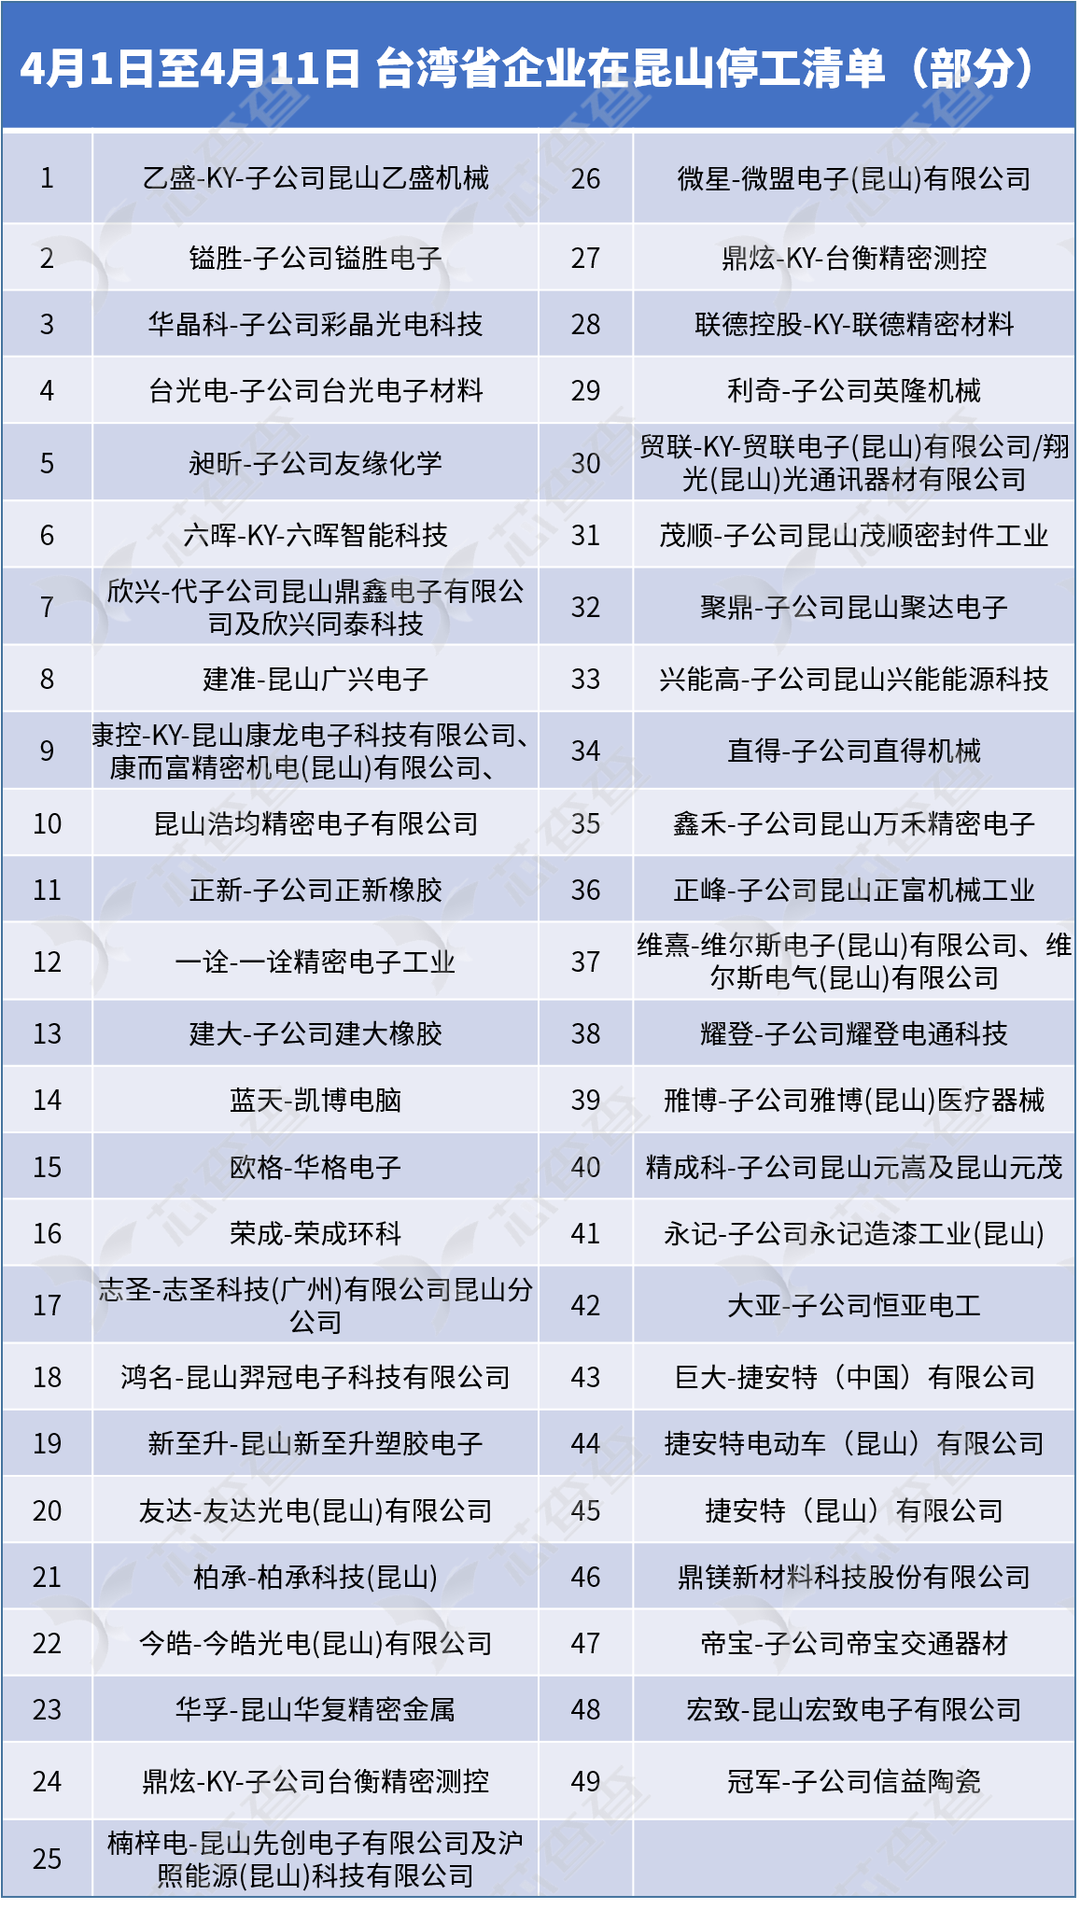 4月1日至4月11日 台湾省企业在昆山停工清单（部分）
1
乙盛-KY-子公司昆山乙盛机械
26
微星-微盟电子(昆山)有限公司
2
镒胜-子公司镒胜电子
27
鼎炫-KY-台衡精密测控
3
华晶科-子公司彩晶光电科技
28
联德控股-KY-联德精密材料
4
台光电-子公司台光电子材料
29
利奇-子公司英隆机械
5
昶昕-子公司友缘化学
30
贸联-KY-贸联电子(昆山)有限公司/翔
光(昆山)光通讯器材有限公司
6
六晖-KY-六晖智能科技
31
茂顺-子公司昆山茂顺密封件工业
7
欣兴-代子公司昆山鼎鑫电子有限公
司及欣兴同泰科技
32
聚鼎-子公司昆山聚达电子
8
建准-昆山广兴电子
33
兴能高-子公司昆山兴能能源科技
9
康控-KY-昆山康龙电子科技有限公司、
康而富精密机电(昆山)有限公司、
34
直得-子公司直得机械
10
昆山浩均精密电子有限公司
35
鑫禾-子公司昆山万禾精密电子
11
正新-子公司正新橡胶
36
正峰-子公司昆山正富机械工业
12
一诠-一诠精密电子工业
37
维熹-维尔斯电子(昆山)有限公司、维
尔斯电气(昆山)有限公司
13
建大-子公司建大橡胶
38
耀登-子公司耀登电通科技
14
蓝天-凯博电脑
39
雃博-子公司雅博(昆山)医疗器械
15
欧格-华格电子
40
精成科-子公司昆山元嵩及昆山元茂
16
荣成-荣成环科
41
永记-子公司永记造漆工业(昆山)
17
志圣-志圣科技(广州)有限公司昆山分
公司
42
大亚-子公司恒亚电工
18
鸿名-昆山羿冠电子科技有限公司
43
巨大-捷安特（中国）有限公司
19
新至升-昆山新至升塑胶电子
44
捷安特电动车（昆山）有限公司
20
友达-友达光电(昆山)有限公司
45
捷安特（昆山）有限公司
21
柏承-柏承科技(昆山)
46
鼎镁新材料科技股份有限公司
22
今皓-今皓光电(昆山)有限公司
47
帝宝-子公司帝宝交通器材
23
华孚-昆山华复精密金属
48
宏致-昆山宏致电子有限公司
24
鼎炫-KY-子公司台衡精密测控
49
冠军-子公司信益陶瓷
25
楠梓电-昆山先创电子有限公司及沪
照能源(昆山)科技有限公司
芯查查